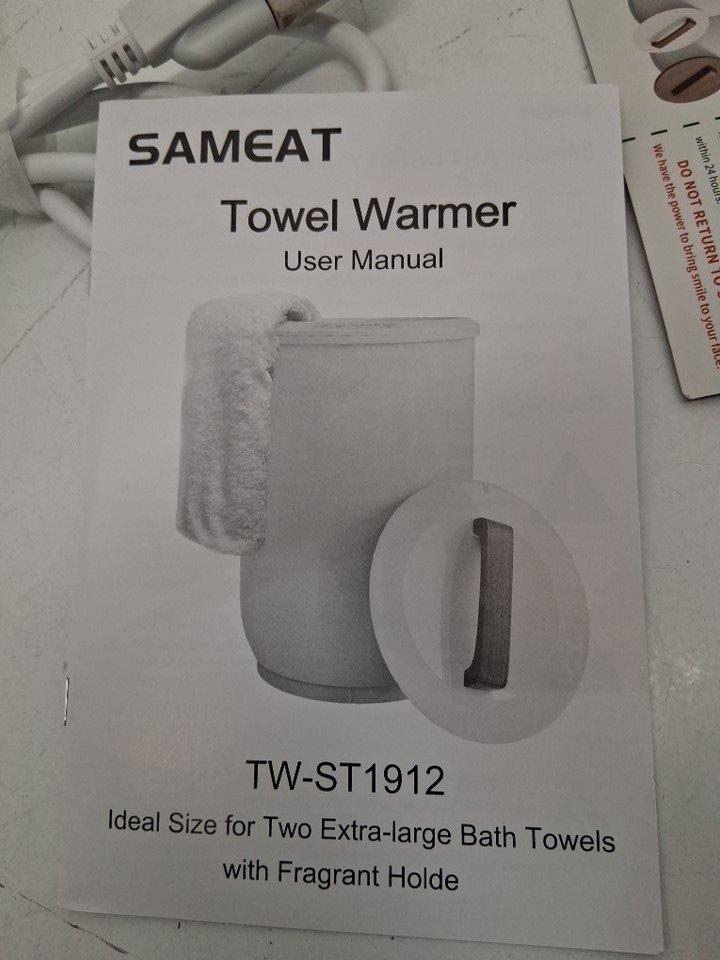 SAMEAT
Towel Warmer
User Manual
TW-ST1912
Ideal Size for Two Extra-large Bath Towels
with Fragrant Holde
within 24 hours.
DO NOT RETURN TO
We have the power to bring smile to your face.